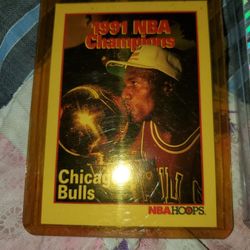 1991 NBA
Champions
Chicago
Bulls
NBA HOOPS